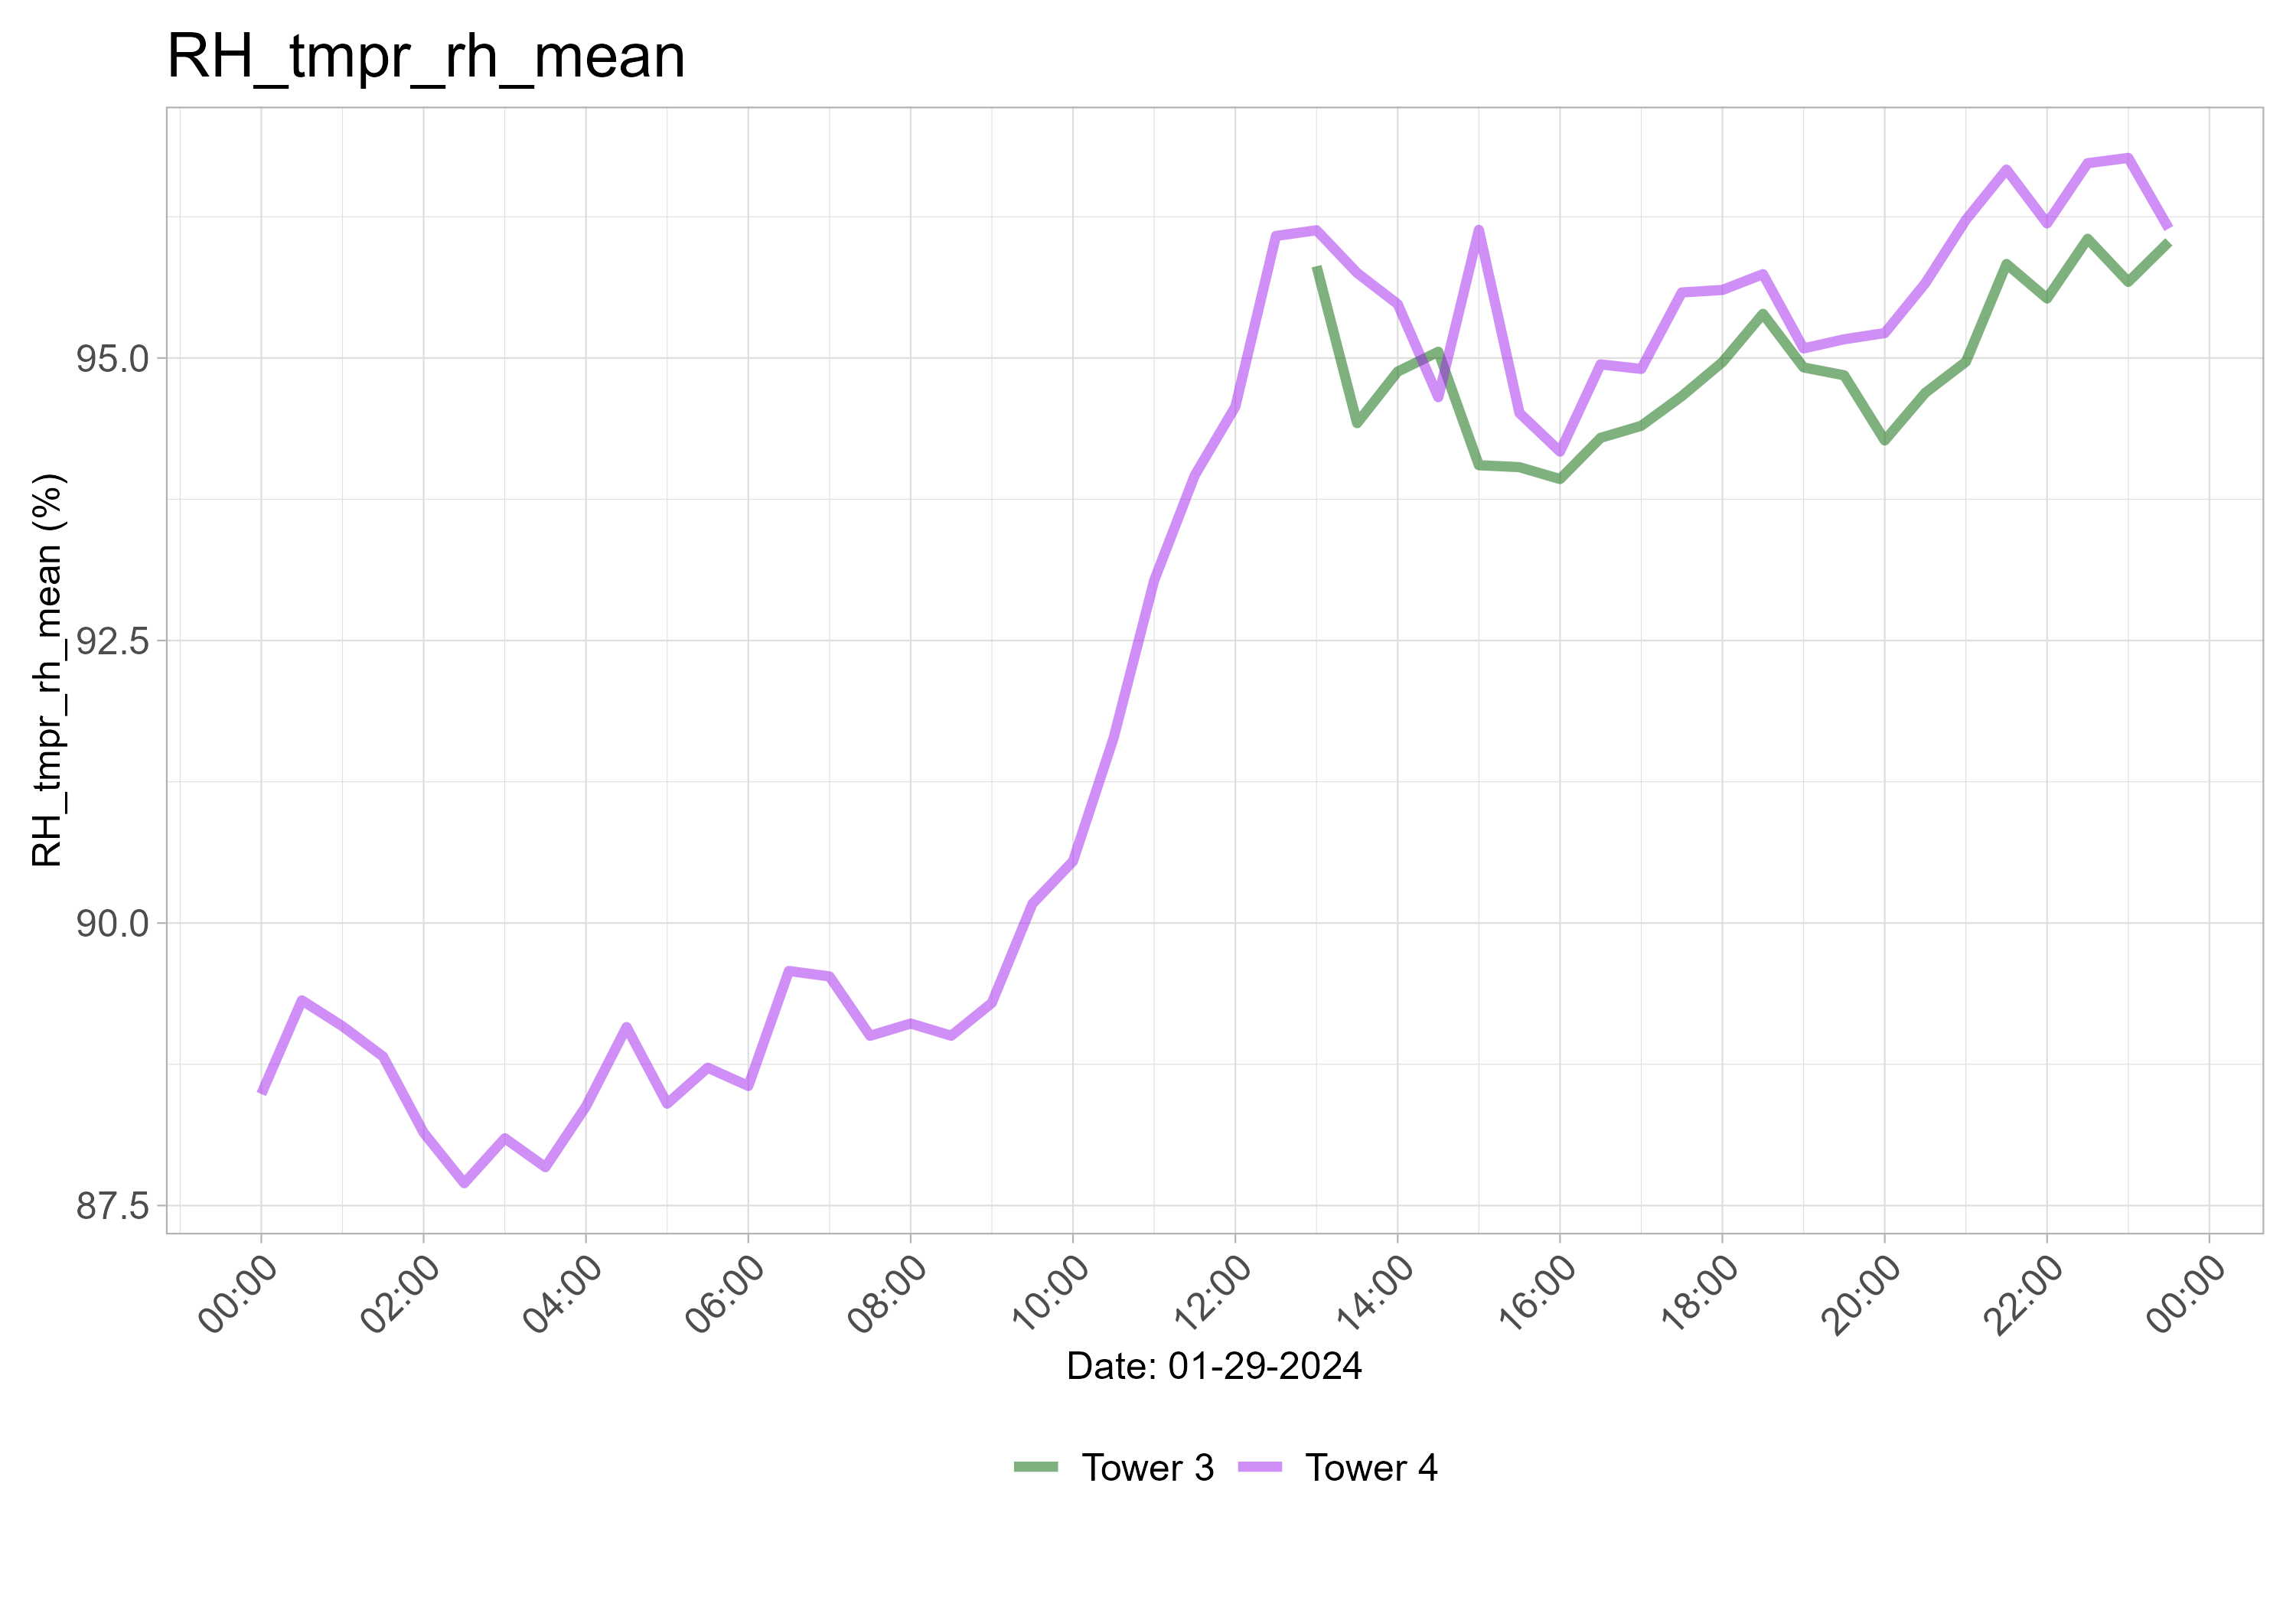 RH_tmpr_rh_mean
RH_tmpr_rh_mean (%)
95.0
92.5
90.0
87.5
00:00 02:00 04:00 06:00 08:00 10:00 12:00 14:00 16:00 18:00 20:00 22:00 00:00
Date: 01-29-2024
Tower 3 Tower 4